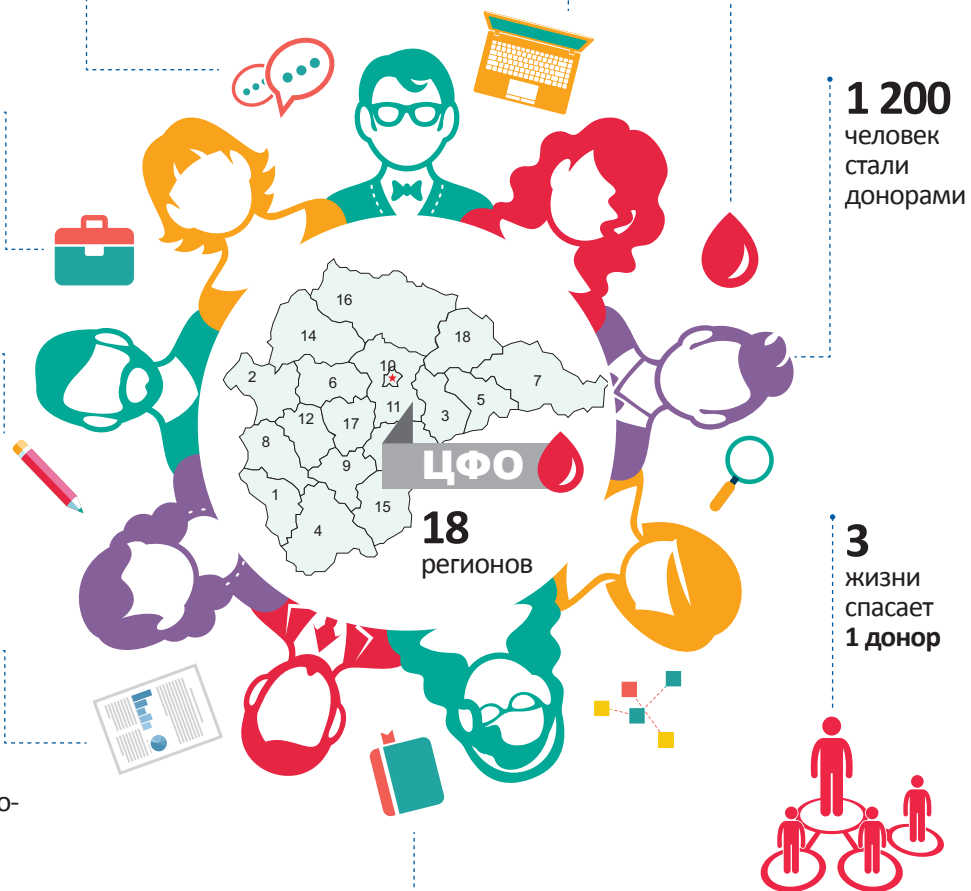 1 200
человек
стали
донорами
16
14
18
10
2
6
7
5
11
3
12
17
8
9
ЦФО
1
15
4
18
регионов
3
жизни
спасает
1 донор
о-